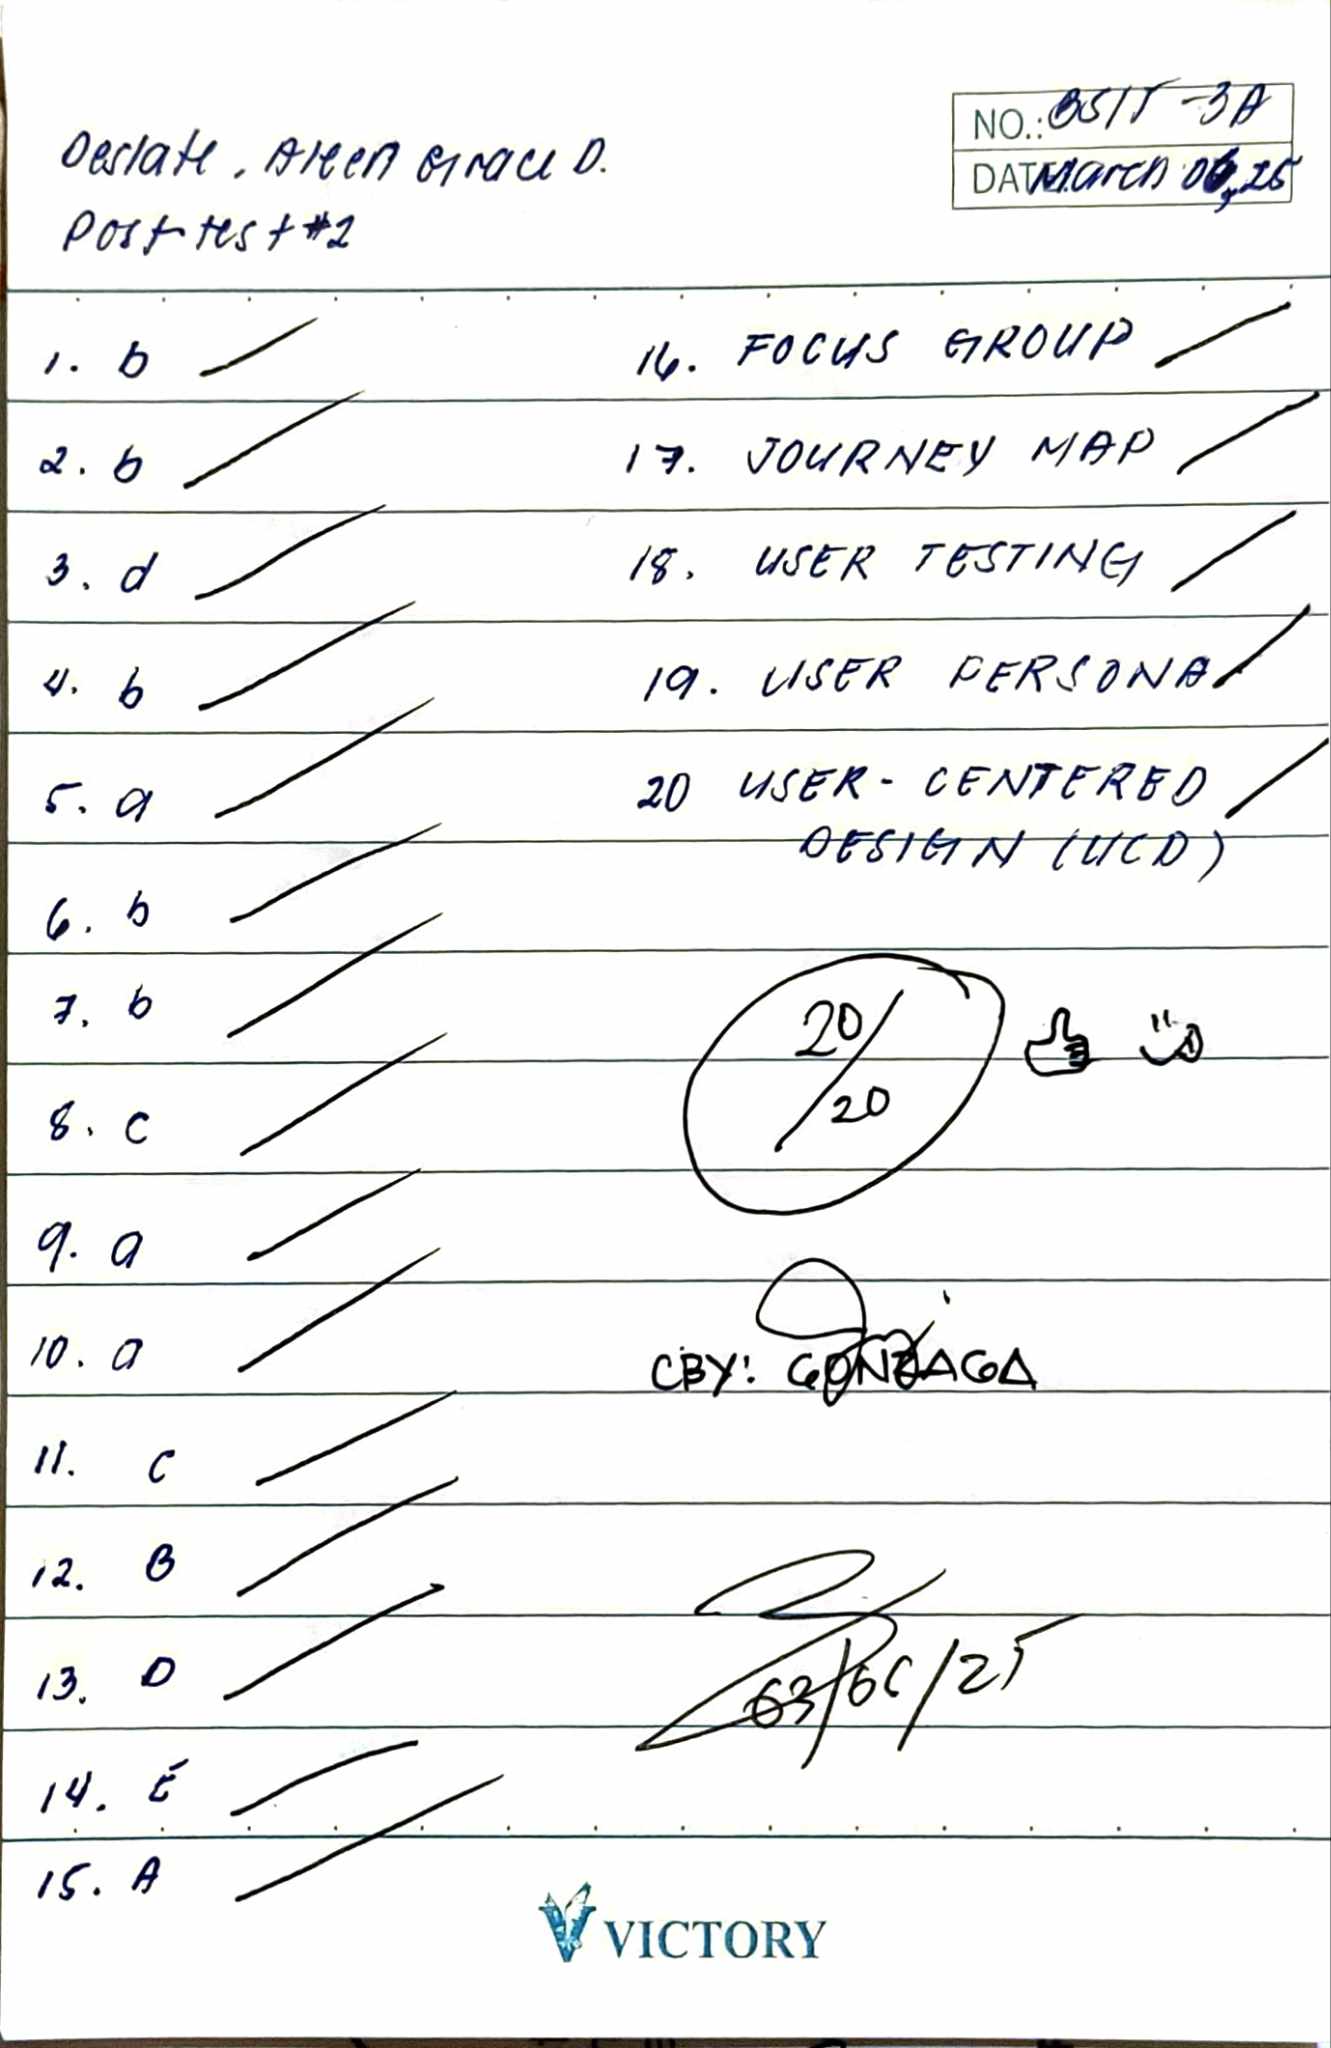 NO.: BSIT -3A
DATE March 06, 25
Deslate, Aleen Grace D.
Post-test #2
1. b
2. b
3. d
4. b
5. a
6. b
7. b
8. c
9. a
10. a
11. C
12. B
13. D
14. E
15. A
16. FOCUS GROUP
17. JOURNEY MAP
18. USER TESTING
19. USER PERSONA
20 USER-CENTERED
DESIGN (UCD)
20/20
CBY: GONZAGA
03/06/25
VICTORY